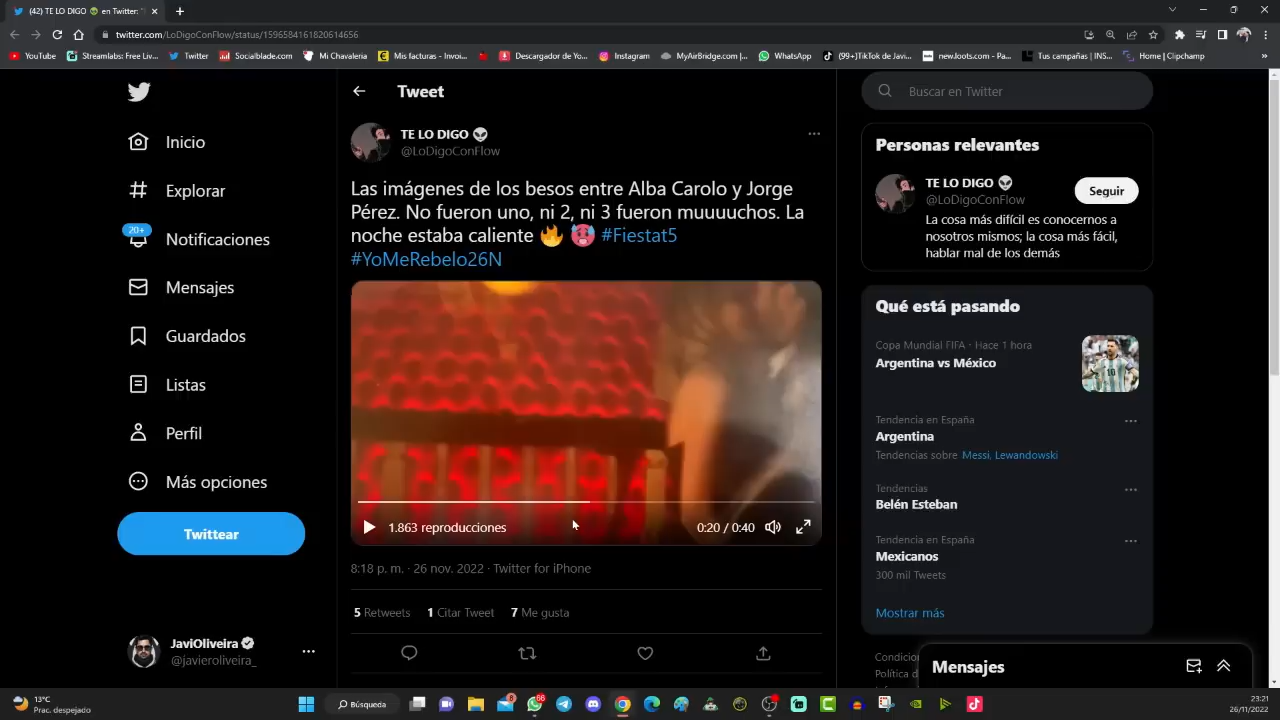 (42) TE LO DIGO 👽 en Twitter: "
twitter.com/LoDigoConFlow/status/1596584161820614656
YouTube
Streamlabs: Free Liv...
Twitter
Socialblade.com
Mi Chavaleria
Mis facturas – Invoi...
Descargador de Yo...
Instagram
MyAirBridge.com |...
WhatsApp
(99+)TikTok de Javi...
new.loots.com - Pa...
Tus campañas | INS...
Home | Clipchamp
»
Inicio
Explorar
20+
Notificaciones
Mensajes
Guardados
Listas
Perfil
Más opciones
Twittear
JaviOliveira
@javieroliveira_
Tweet
TE LO DIGO 👽
@LoDigoConFlow
Las imágenes de los besos entre Alba Carolo y Jorge
Pérez. No fueron uno, ni 2, ni 3 fueron muuuuchos. La
noche estaba caliente 🔥 🥵 #Fiestat5
#YoMeRebelo26N
1.863 reproducciones
0:20 / 0:40
8:18 p. m. · 26 nov. 2022 · Twitter for iPhone
5 Retweets 1 Citar Tweet 7 Me gusta
Buscar en Twitter
Personas relevantes
TE LO DIGO 👽
@LoDigoConFlow
Seguir
La cosa más difícil es conocernos a
nosotros mismos; la cosa más fácil,
hablar mal de los demás
Qué está pasando
Copa Mundial FIFA · Hace 1 hora
Argentina vs México
Tendencia en España
Argentina
Tendencias sobre Messi, Lewandowski
Tendencias
Belén Esteban
Tendencia en España
Mexicanos
300 mil Tweets
Mostrar más
Condicion
Política d
Mensajes
13°C
Prac. despejado
Búsqueda
8
66
23:21
26/11/2022